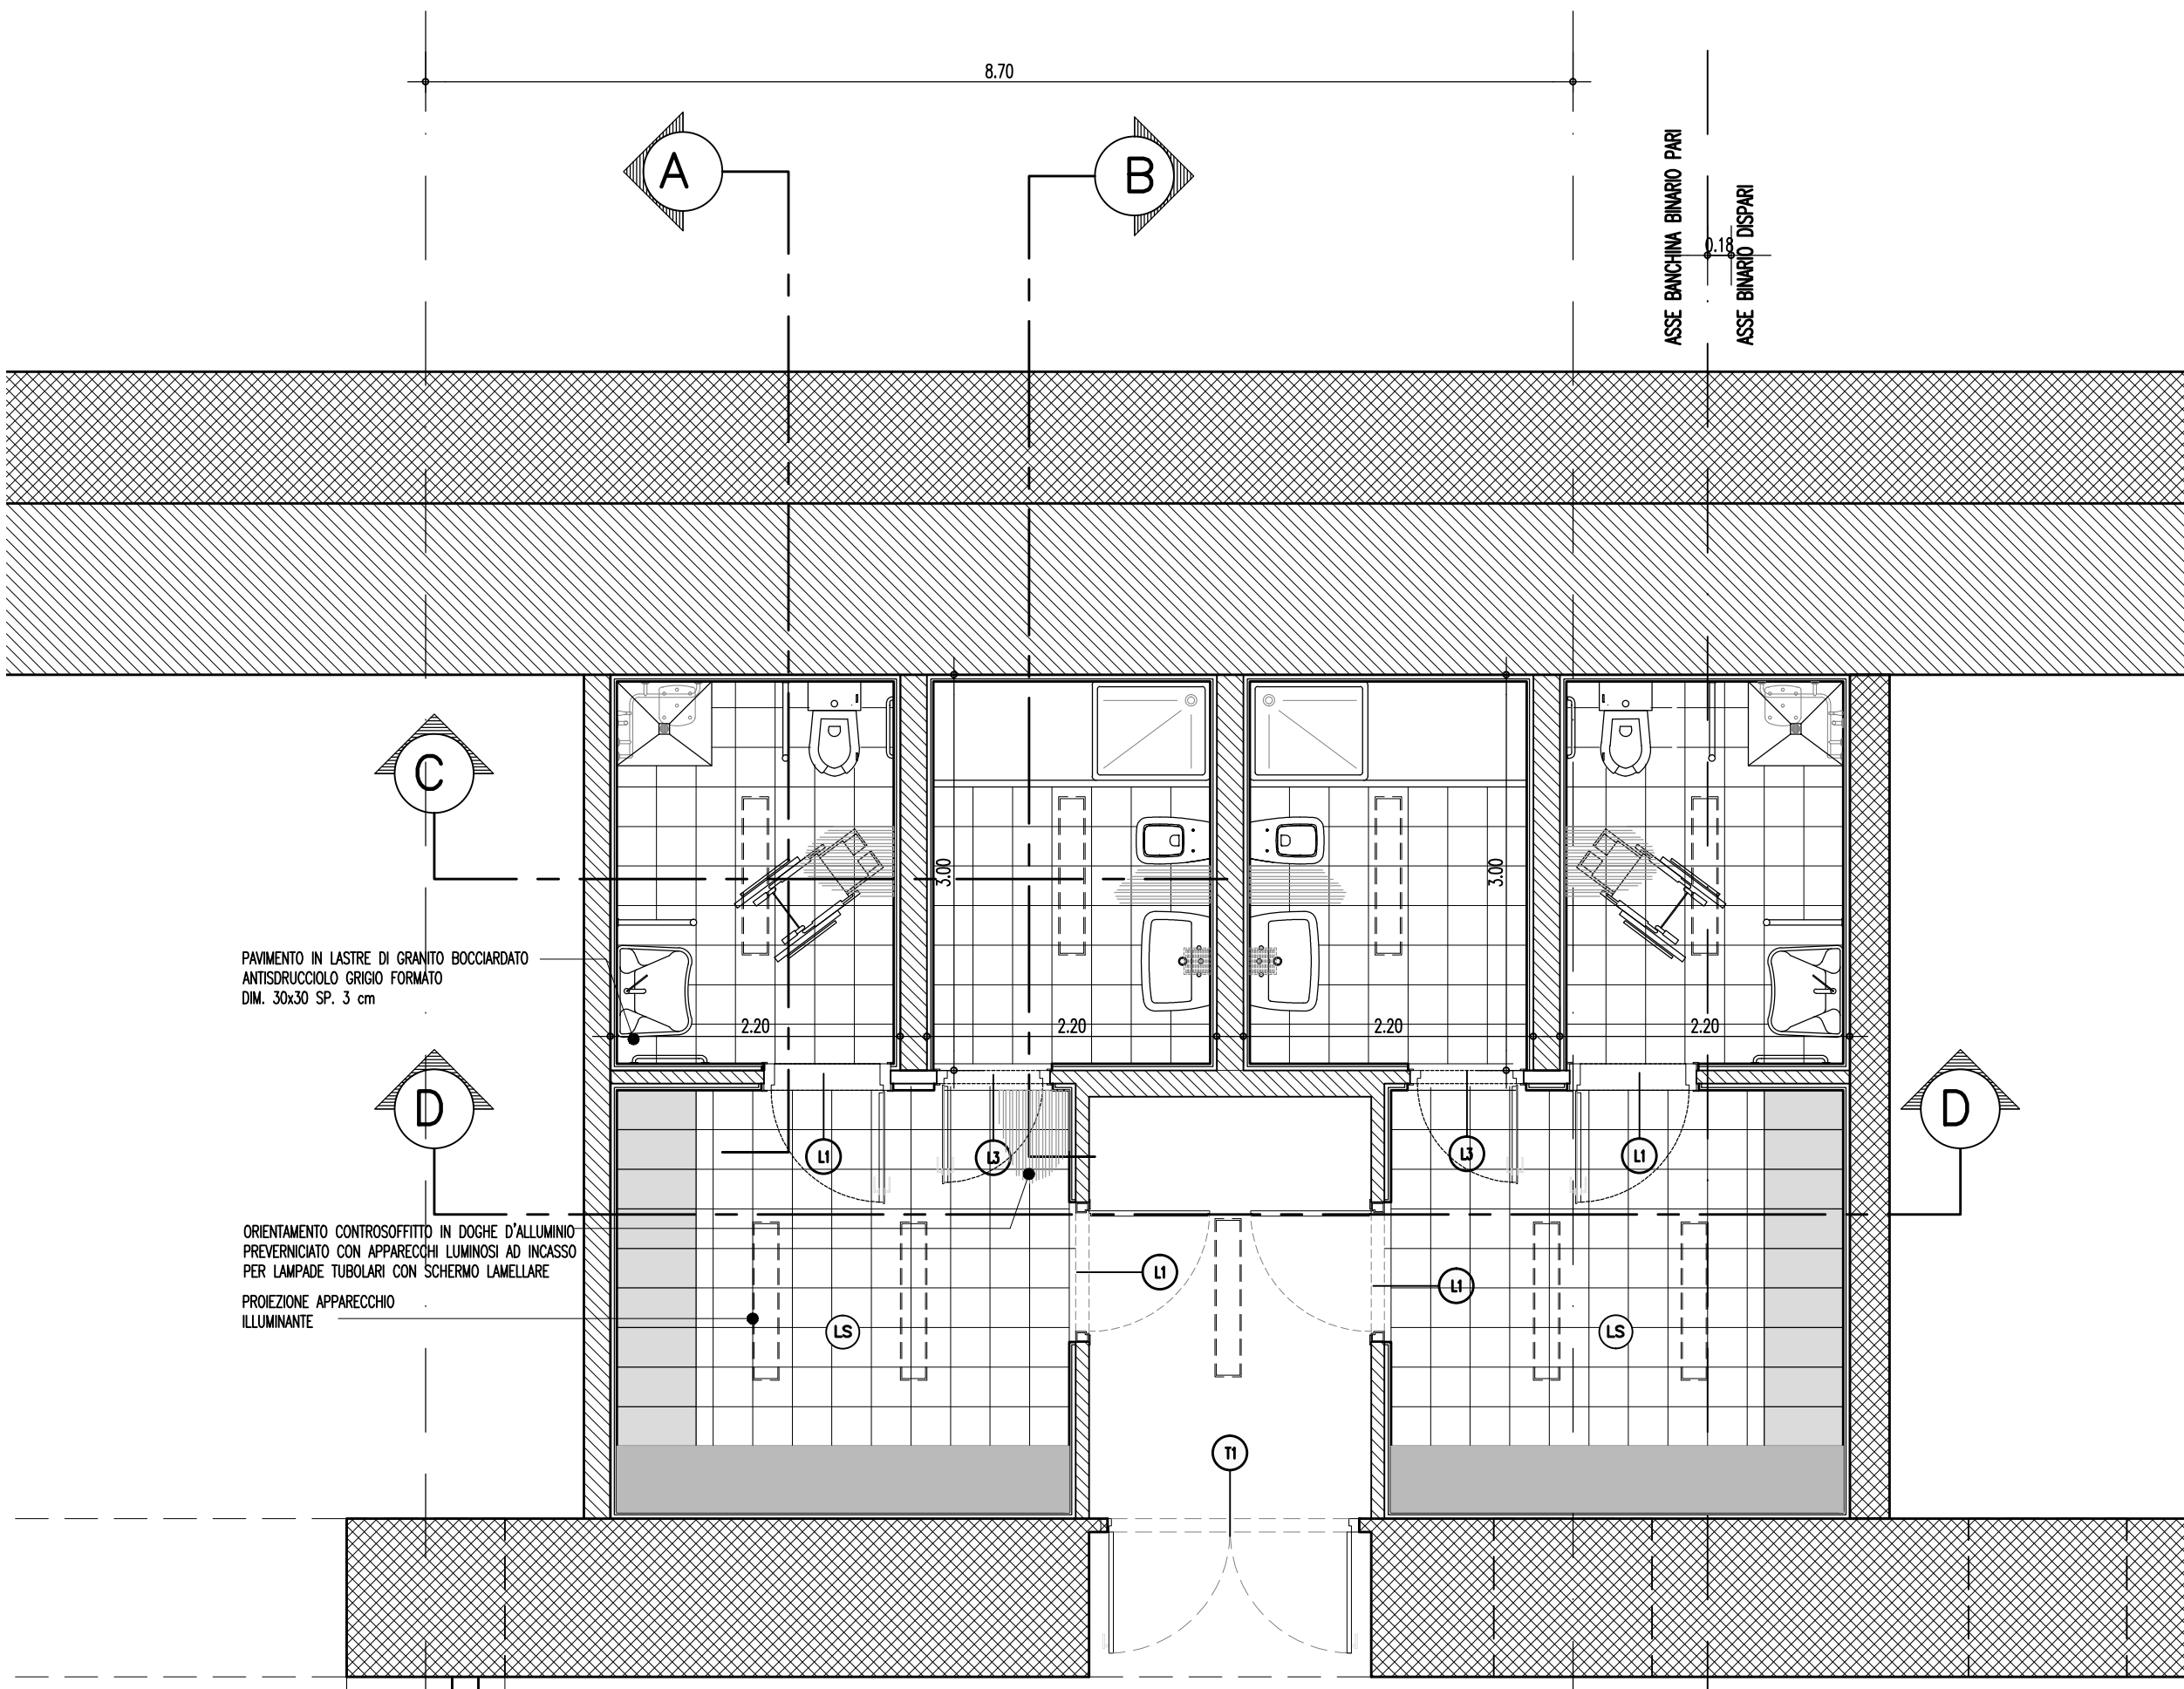 8.70
A
B
ASSE BANCHINA BINARIO PARI
0.18
ASSE BINARIO DISPARI
C
3.00
3.00
PAVIMENTO IN LASTRE DI GRANITO BOCCIARDATO
ANTISDRUCCIOLO GRIGIO FORMATO
DIM. 30x30 SP. 3 cm
2.20
2.20
2.20
2.20
D
D
L1
L3
L3
L1
ORIENTAMENTO CONTROSOFFITTO IN DOGHE D'ALLUMINIO
PREVERNICIATO CON APPARECCHI LUMINOSI AD INCASSO
PER LAMPADE TUBOLARI CON SCHERMO LAMELLARE
L1
L1
PROIEZIONE APPARECCHIO
ILLUMINANTE
LS
LS
T1